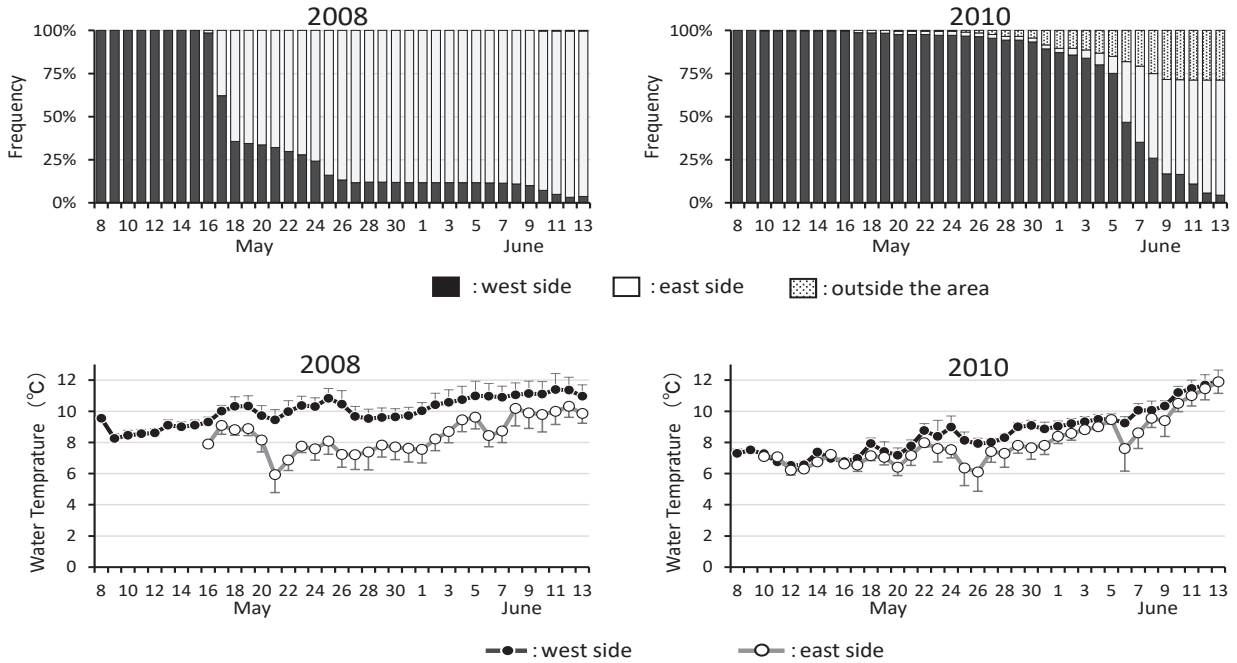 2008
100%
75%
50%
25%
0%
Frequency
8 10 12 14 16 18 20 22 24 26 28 30 1 3 5 7 9 11 13
May June
2010
100%
75%
50%
25%
0%
Frequency
8 10 12 14 16 18 20 22 24 26 28 30 1 3 5 7 9 11 13
May June
: west side : east side : outside the area
2008
12
10
8
6
4
2
0
Water Temprature (℃)
8 10 12 14 16 18 20 22 24 26 28 30 1 3 5 7 9 11 13
May June
2010
12
10
8
6
4
2
0
Water Temprature (℃)
8 10 12 14 16 18 20 22 24 26 28 30 1 3 5 7 9 11 13
May June
: west side : east side